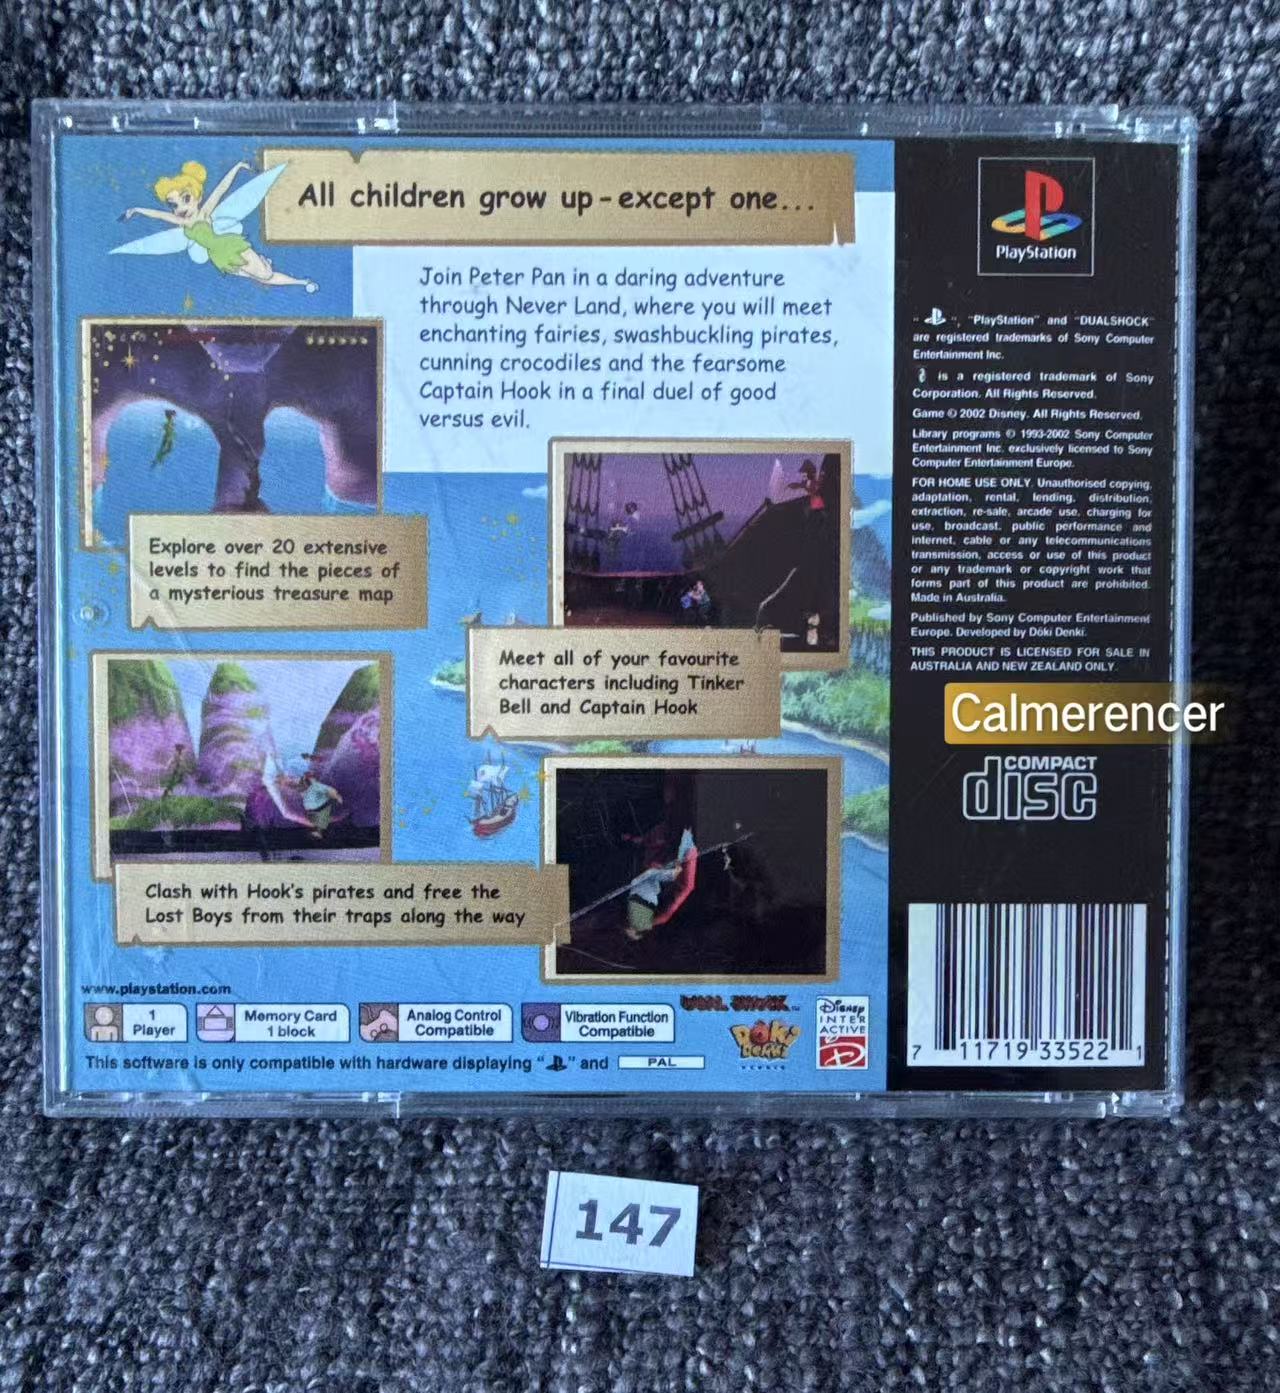 All children grow up - except one...
Join Peter Pan in a daring adventure
through Never Land, where you will meet
enchanting fairies, swashbuckling pirates,
cunning crocodiles and the fearsome
Captain Hook in a final duel of good
versus evil.
Explore over 20 extensive
levels to find the pieces of
a mysterious treasure map
Meet all of your favourite
characters including Tinker
Bell and Captain Hook
Clash with Hook's pirates and free the
Lost Boys from their traps along the way
www.playstation.com
1
Player
Memory Card
1 block
Analog Control
Compatible
Vibration Function
Compatible
DUAL SHOCK™
DOKI
DENKI
DISNEY
INTER
ACTIVE
This software is only compatible with hardware displaying " " and PAL
PlayStation
" ", "PlayStation" and "DUALSHOCK"
are registered trademarks of Sony Computer
Entertainment Inc.
is a registered trademark of Sony
Corporation. All Rights Reserved.
Game © 2002 Disney. All Rights Reserved.
Library programs © 1993-2002 Sony Computer
Entertainment Inc. exclusively licensed to Sony
Computer Entertainment Europe.
FOR HOME USE ONLY. Unauthorised copying,
adaptation, rental, lending, distribution,
extraction, re-sale, arcade use, charging for
use, broadcast, public performance and
internet, cable or any telecommunications
transmission, access or use of this product
or any trademark or copyright work that
forms part of this product are prohibited.
Made in Australia.
Published by Sony Computer Entertainment
Europe. Developed by Döki Denki.
THIS PRODUCT IS LICENSED FOR SALE IN
AUSTRALIA AND NEW ZEALAND ONLY.
Calmerencer
COMPACT
disc
7 11719 33522 1
147